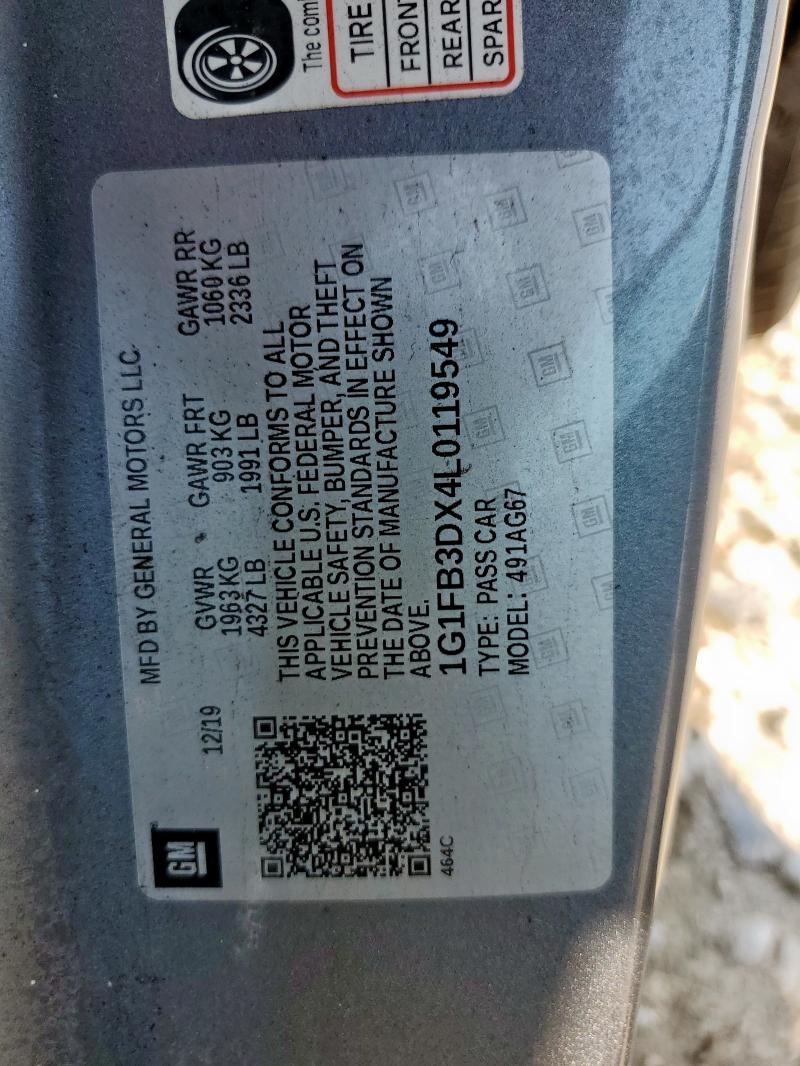 GM
12/19
MFD BY GENERAL MOTORS LLC.
GVWR GAWR FRT GAWR RR
1963 KG 903 KG 1060 KG
4327 LB 1991 LB 2336 LB
THIS VEHICLE CONFORMS TO ALL
APPLICABLE U.S. FEDERAL MOTOR
VEHICLE SAFETY, BUMPER, AND THEFT
PREVENTION STANDARDS IN EFFECT ON
THE DATE OF MANUFACTURE SHOWN
ABOVE.
1G1FB3DX4L0119549
TYPE: PASS CAR
MODEL: 491AG67
464C
The com
TIRE
FRON
REAR
SPAR